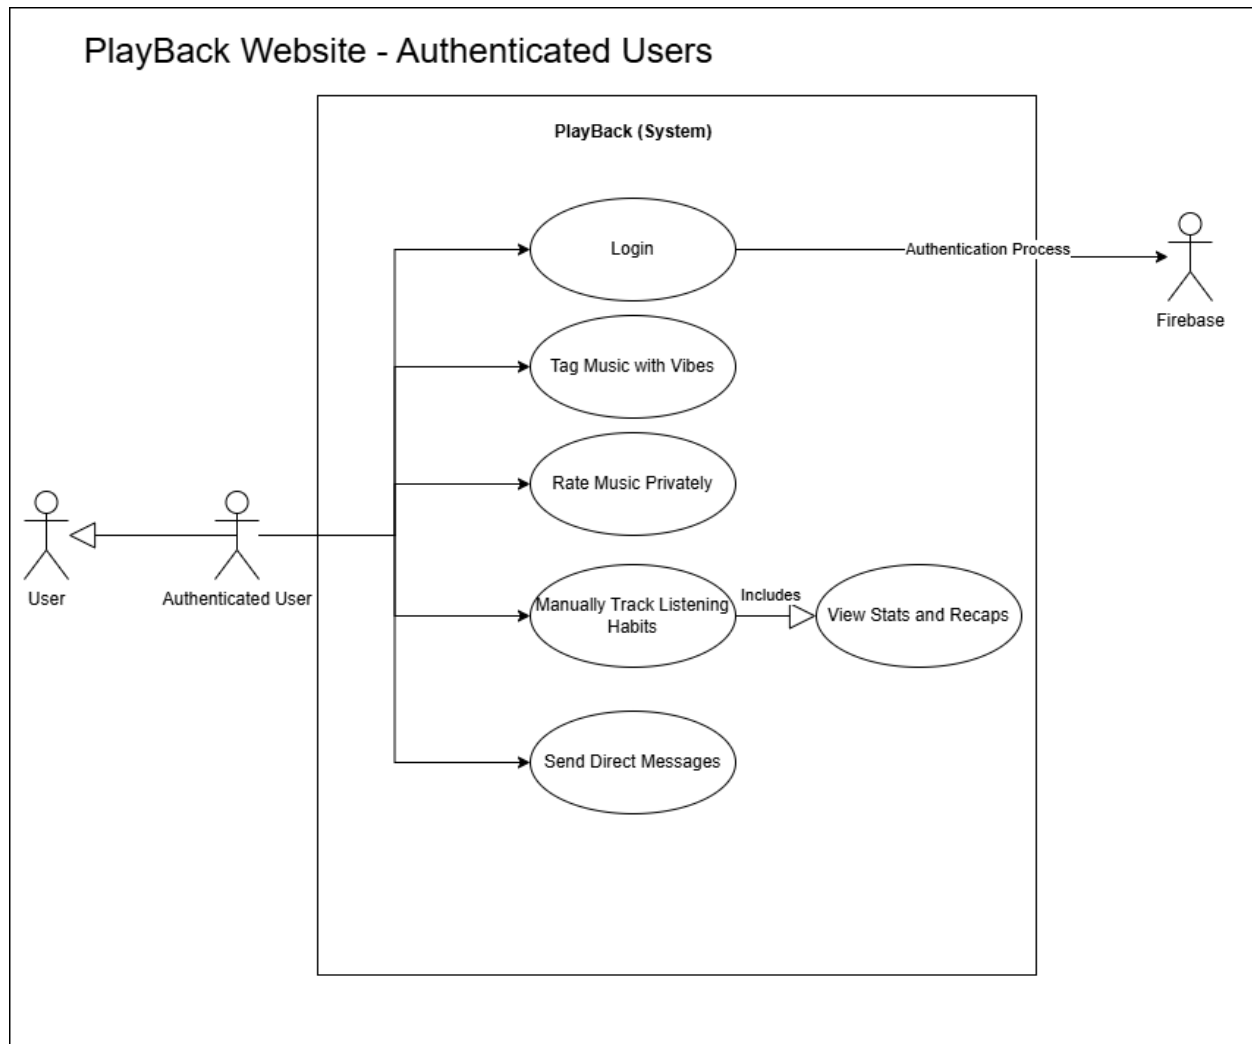 PlayBack Website - Authenticated Users
PlayBack (System)
Login
Authentication Process
Firebase
Tag Music with Vibes
Rate Music Privately
User
Authenticated User
Manually Track Listening
Habits
Includes
View Stats and Recaps
Send Direct Messages